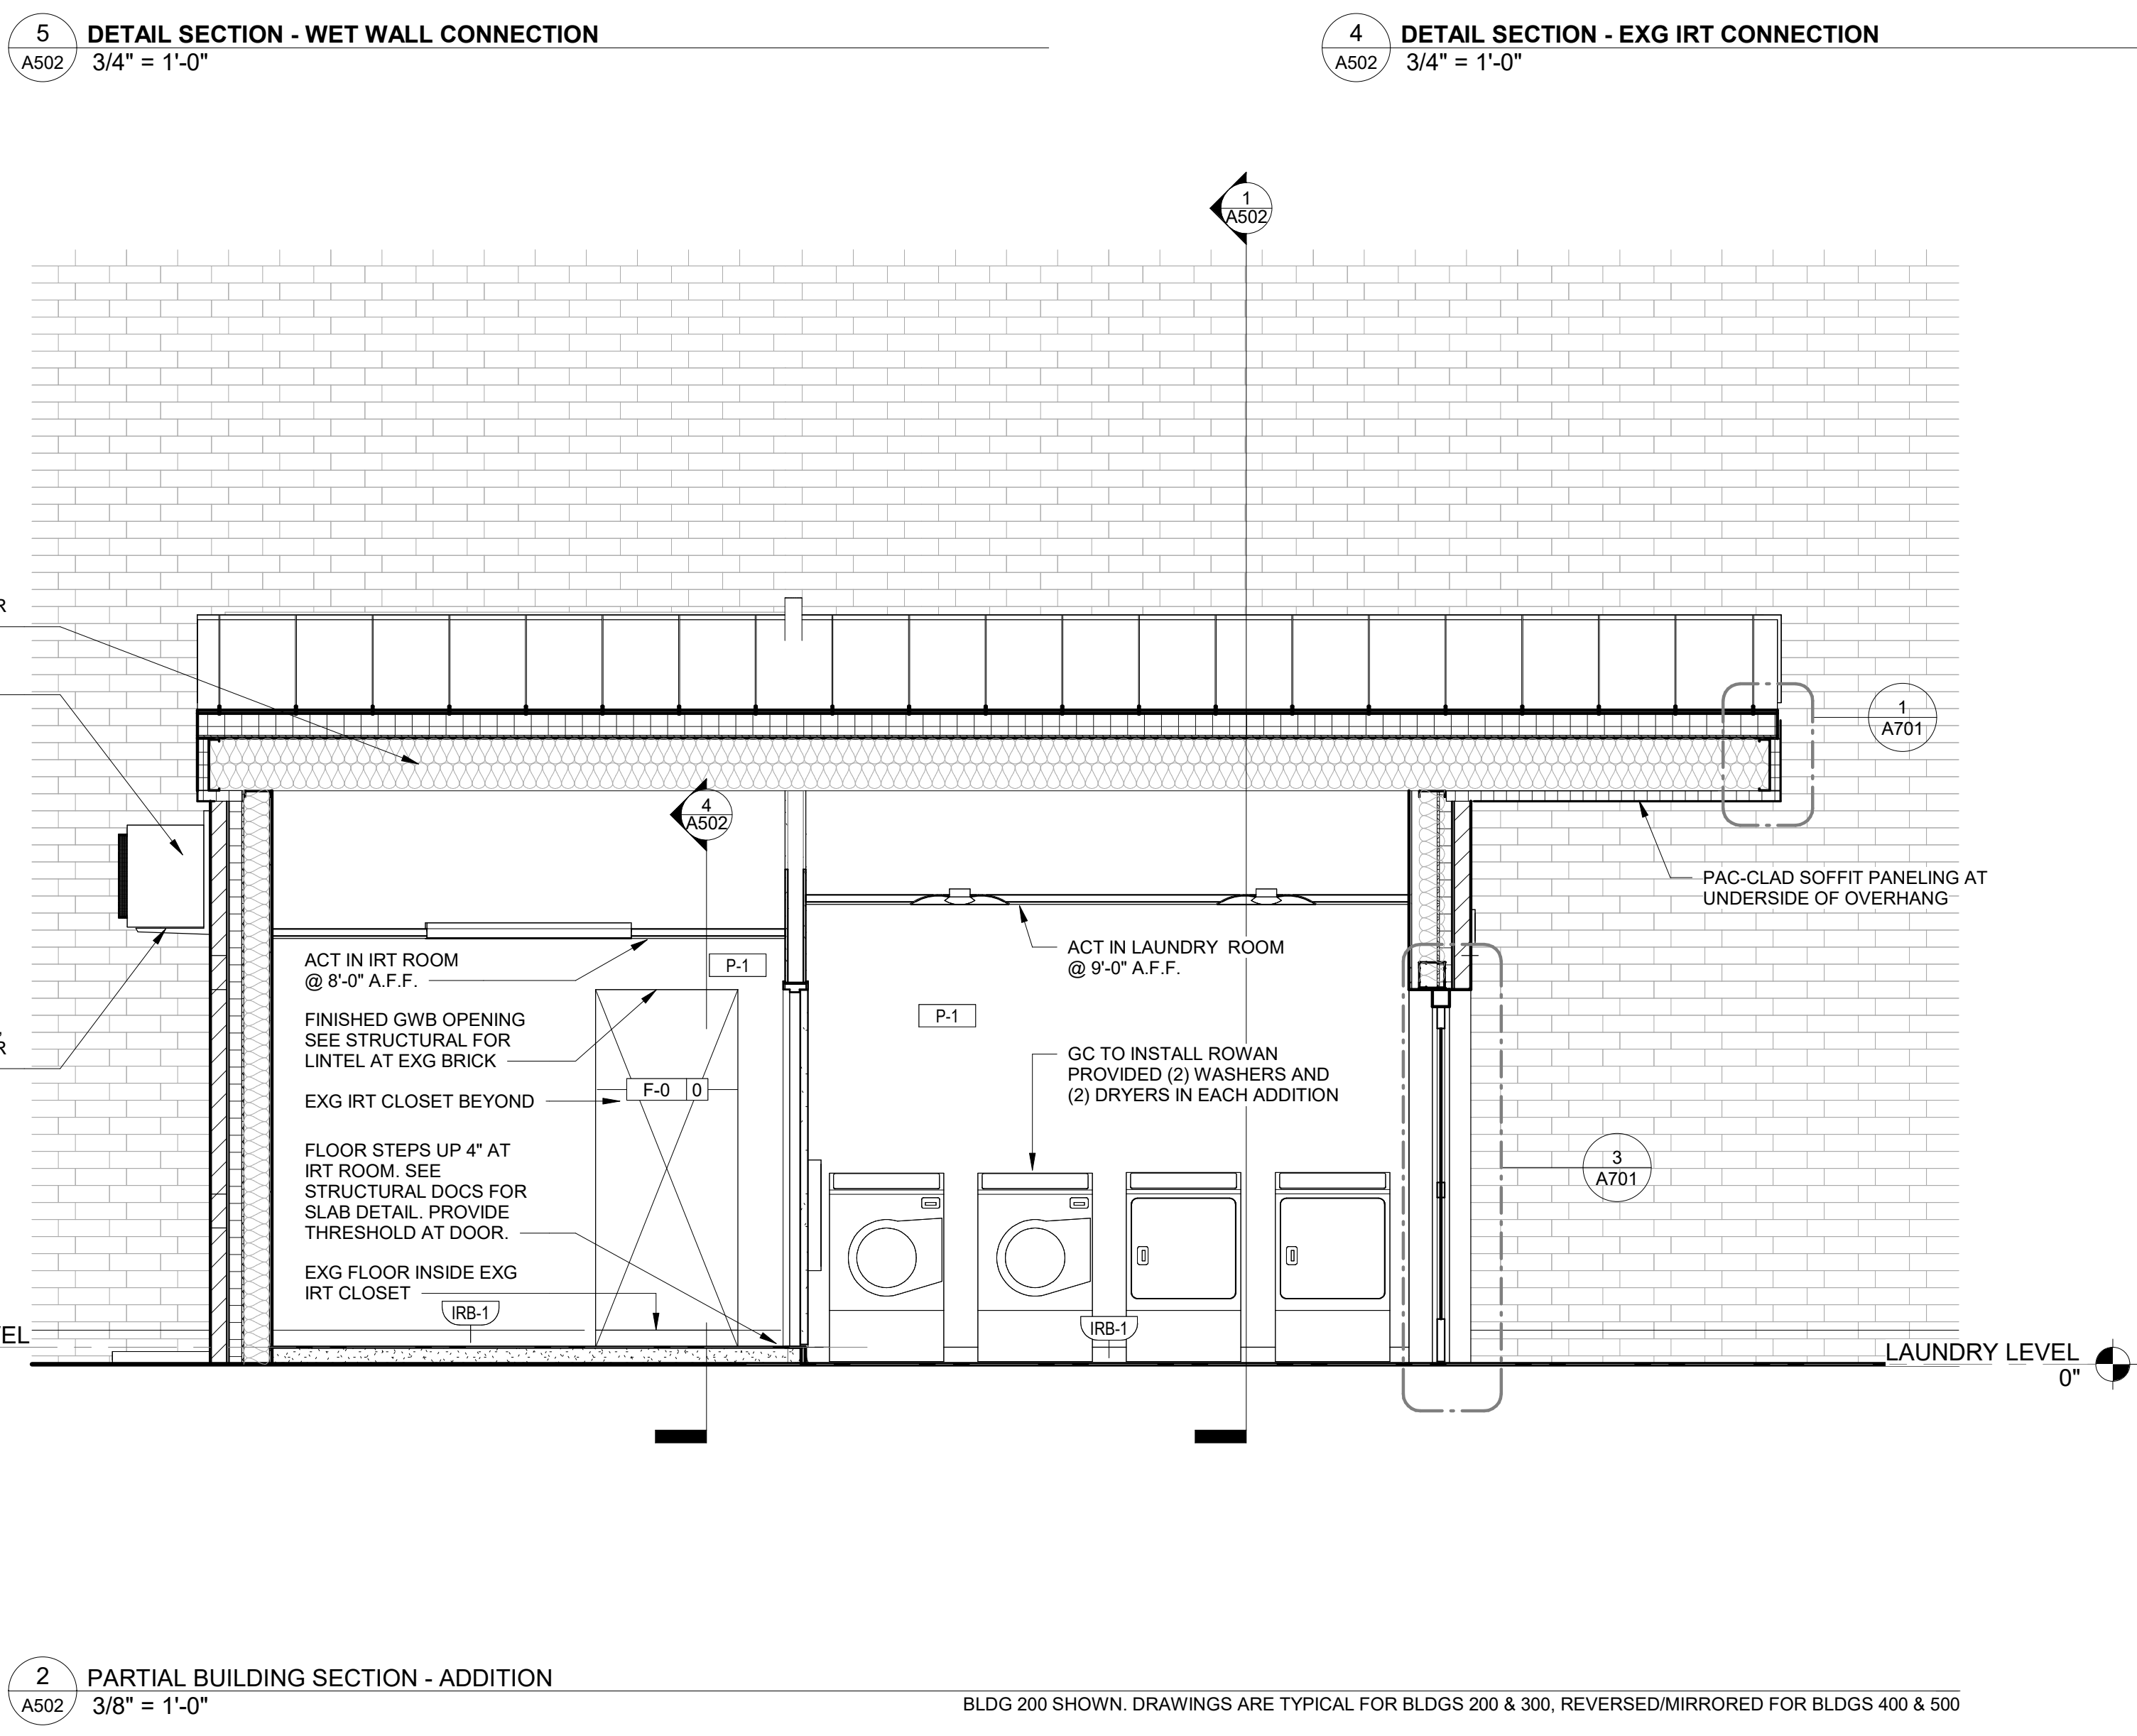 5
A502
DETAIL SECTION - WET WALL CONNECTION
3/4" = 1'-0"
4
A502
DETAIL SECTION - EXG IRT CONNECTION
3/4" = 1'-0"
1
A502
1
A701
4
A502
PAC-CLAD SOFFIT PANELING AT
UNDERSIDE OF OVERHANG
ACT IN IRT ROOM
@ 8'-0" A.F.F.
P-1
ACT IN LAUNDRY ROOM
@ 9'-0" A.F.F.
P-1
FINISHED GWB OPENING
SEE STRUCTURAL FOR
LINTEL AT EXG BRICK
F-0 0
EXG IRT CLOSET BEYOND
GC TO INSTALL ROWAN
PROVIDED (2) WASHERS AND
(2) DRYERS IN EACH ADDITION
FLOOR STEPS UP 4" AT
IRT ROOM. SEE
STRUCTURAL DOCS FOR
SLAB DETAIL. PROVIDE
THRESHOLD AT DOOR.
3
A701
EXG FLOOR INSIDE EXG
IRT CLOSET
IRB-1
IRB-1
LAUNDRY LEVEL
0"
2
A502
PARTIAL BUILDING SECTION - ADDITION
3/8" = 1'-0"
BLDG 200 SHOWN. DRAWINGS ARE TYPICAL FOR BLDGS 200 & 300, REVERSED/MIRRORED FOR BLDGS 400 & 500